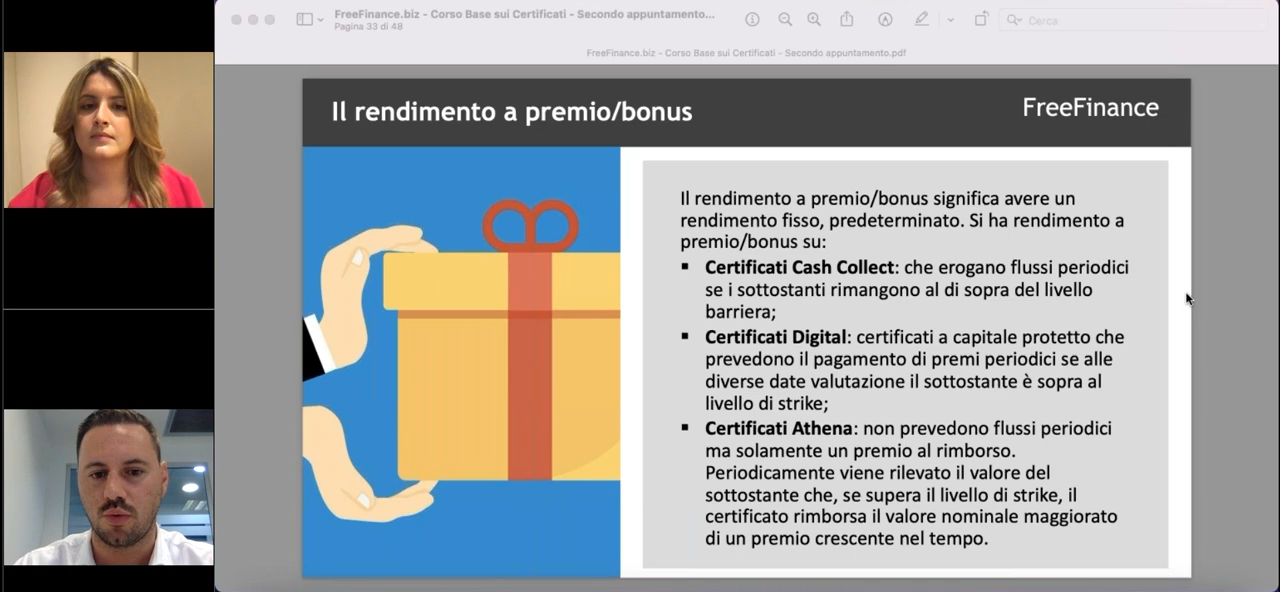 FreeFinance.biz - Corso Base sui Certificati - Secondo appuntamento...
Pagina 33 di 48
Cerca
FreeFinance.biz - Corso Base sui Certificati - Secondo appuntamento.pdf
Il rendimento a premio/bonus
FreeFinance
Il rendimento a premio/bonus significa avere un
rendimento fisso, predeterminato. Si ha rendimento a
premio/bonus su:
▪ Certificati Cash Collect: che erogano flussi periodici
se i sottostanti rimangono al di sopra del livello
barriera;
▪ Certificati Digital: certificati a capitale protetto che
prevedono il pagamento di premi periodici se alle
diverse date valutazione il sottostante è sopra al
livello di strike;
▪ Certificati Athena: non prevedono flussi periodici
ma solamente un premio al rimborso.
Periodicamente viene rilevato il valore del
sottostante che, se supera il livello di strike, il
certificato rimborsa il valore nominale maggiorato
di un premio crescente nel tempo.